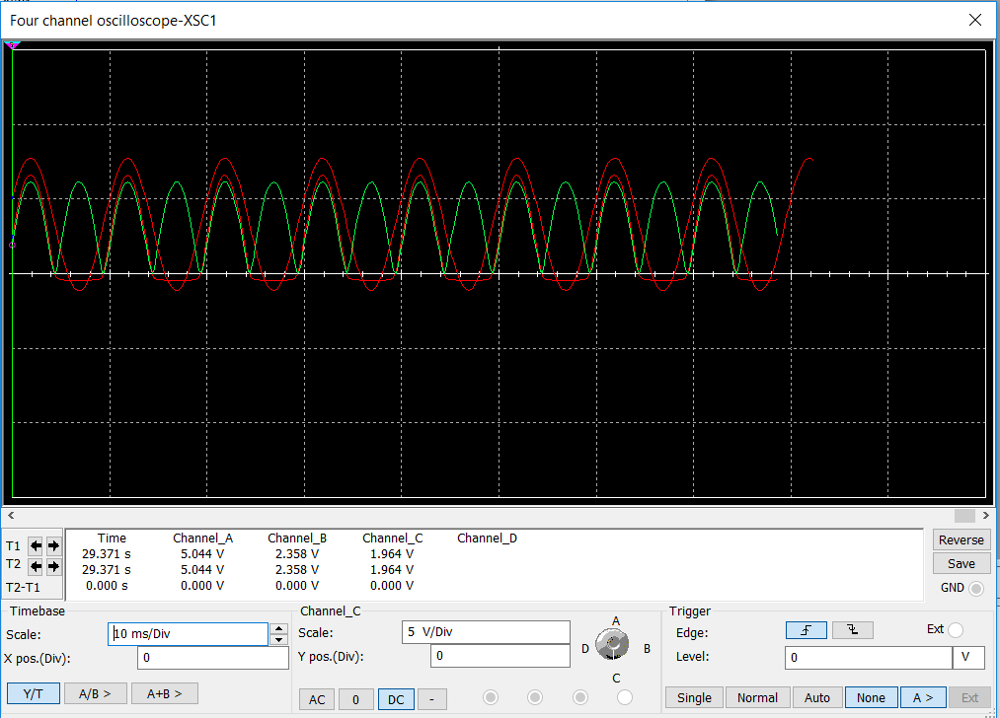 Four channel oscilloscope-XSC1
Time Channel_A Channel_B Channel_C Channel_D
T1 29.371 s 5.044 V 2.358 V 1.964 V
T2 29.371 s 5.044 V 2.358 V 1.964 V
T2-T1 0.000 s 0.000 V 0.000 V 0.000 V
Reverse
Save
GND
Timebase
Scale: 10 ms/Div
X pos.(Div): 0
Y/T A/B > A+B >
Channel_C
Scale: 5 V/Div
Y pos.(Div): 0
AC 0 DC -
A
D B
C
Trigger
Edge: Ext
Level: 0 V
Single Normal Auto None A > Ext